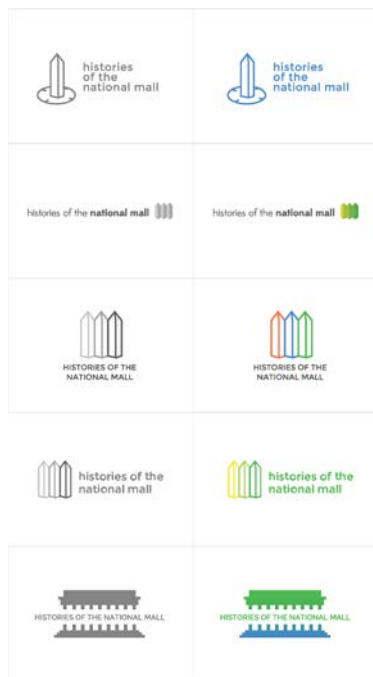 histories
of the
national mall
histories
of the
national mall
histories of the national mall
histories of the national mall
HISTORIES OF THE
NATIONAL MALL
HISTORIES OF THE
NATIONAL MALL
histories of the
national mall
histories of the
national mall
HISTORIES OF THE NATIONAL MALL
HISTORIES OF THE NATIONAL MALL